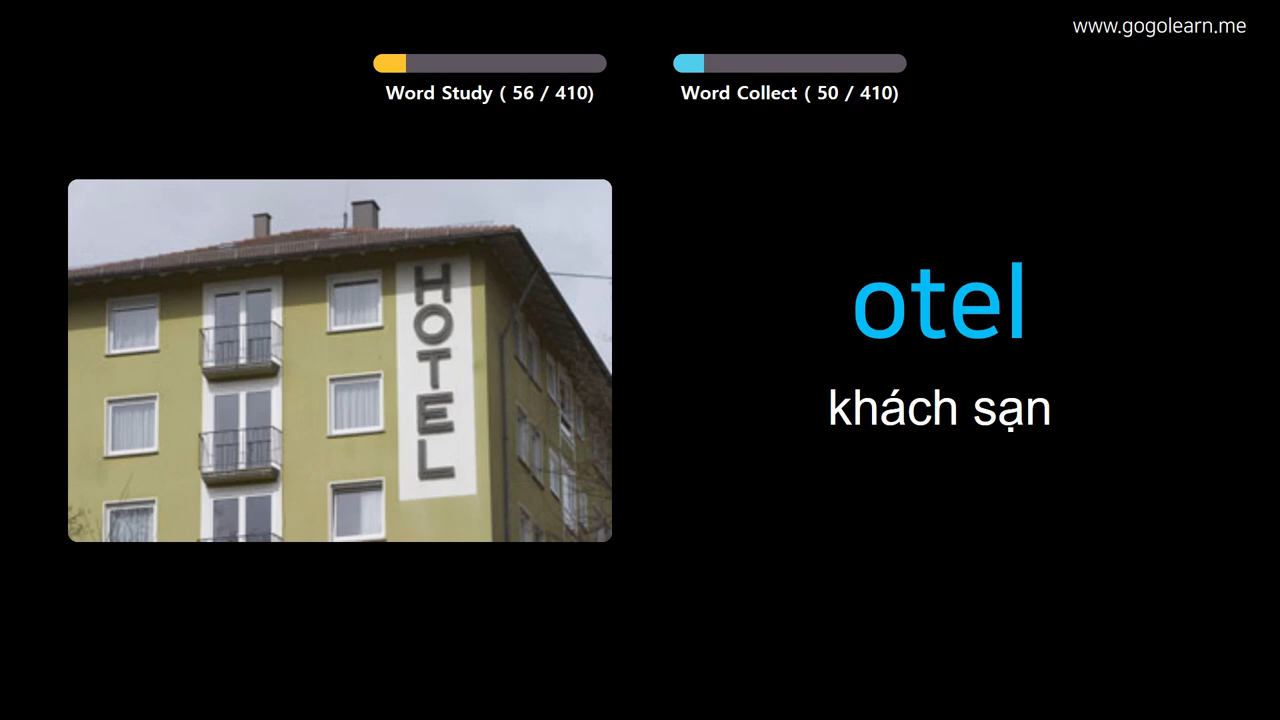 www.gogolearn.me
Word Study ( 56 / 410)
Word Collect ( 50 / 410)
HOTEL
otel
khách sạn